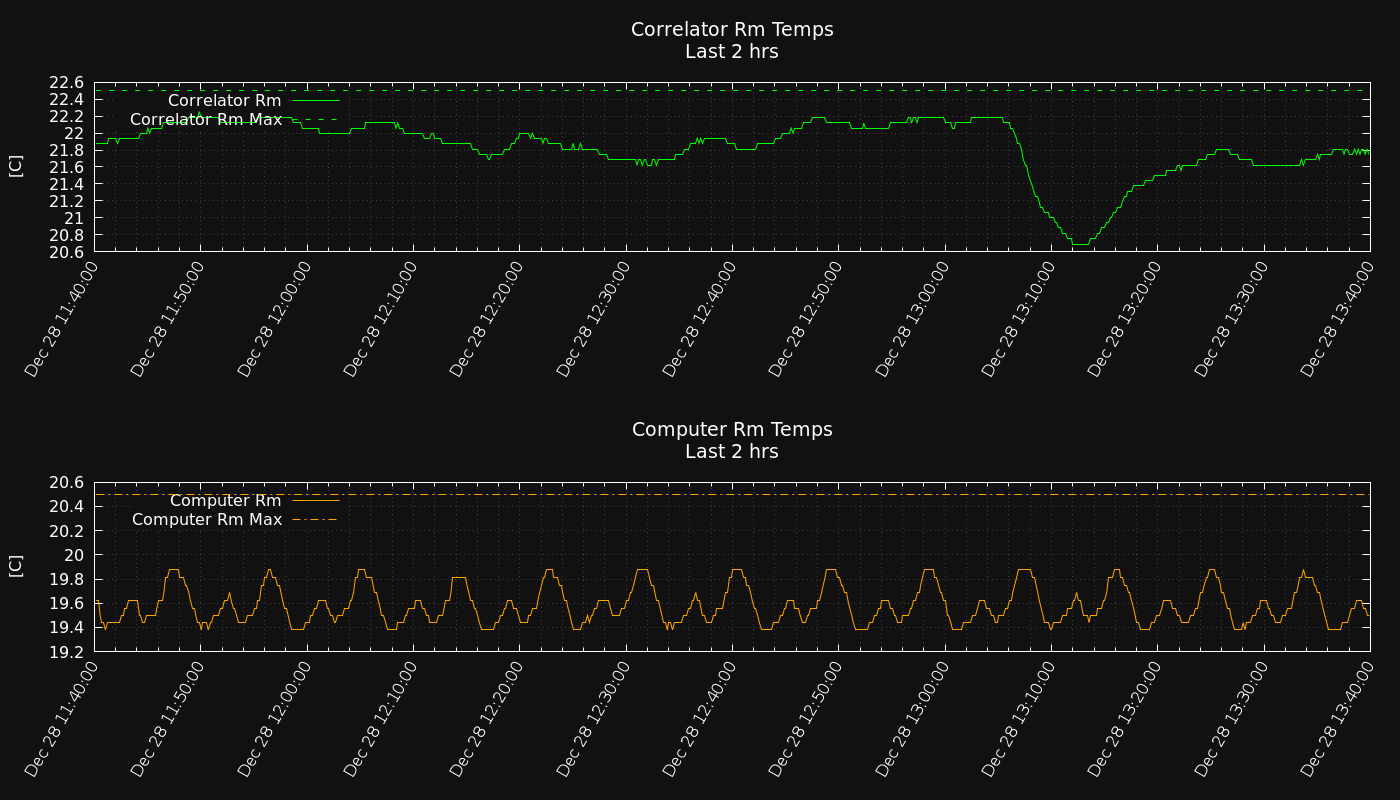 Correlator Rm Temps
Last 2 hrs
22.6
22.4
22.2
22
21.8
21.6
21.4
21.2
21
20.8
20.6
[C]
Correlator Rm
Correlator Rm Max
Dec 28 11:40:00
Dec 28 11:50:00
Dec 28 12:00:00
Dec 28 12:10:00
Dec 28 12:20:00
Dec 28 12:30:00
Dec 28 12:40:00
Dec 28 12:50:00
Dec 28 13:00:00
Dec 28 13:10:00
Dec 28 13:20:00
Dec 28 13:30:00
Dec 28 13:40:00
Computer Rm Temps
Last 2 hrs
20.6
20.4
20.2
20
19.8
19.6
19.4
19.2
[C]
Computer Rm
Computer Rm Max
Dec 28 11:40:00
Dec 28 11:50:00
Dec 28 12:00:00
Dec 28 12:10:00
Dec 28 12:20:00
Dec 28 12:30:00
Dec 28 12:40:00
Dec 28 12:50:00
Dec 28 13:00:00
Dec 28 13:10:00
Dec 28 13:20:00
Dec 28 13:30:00
Dec 28 13:40:00